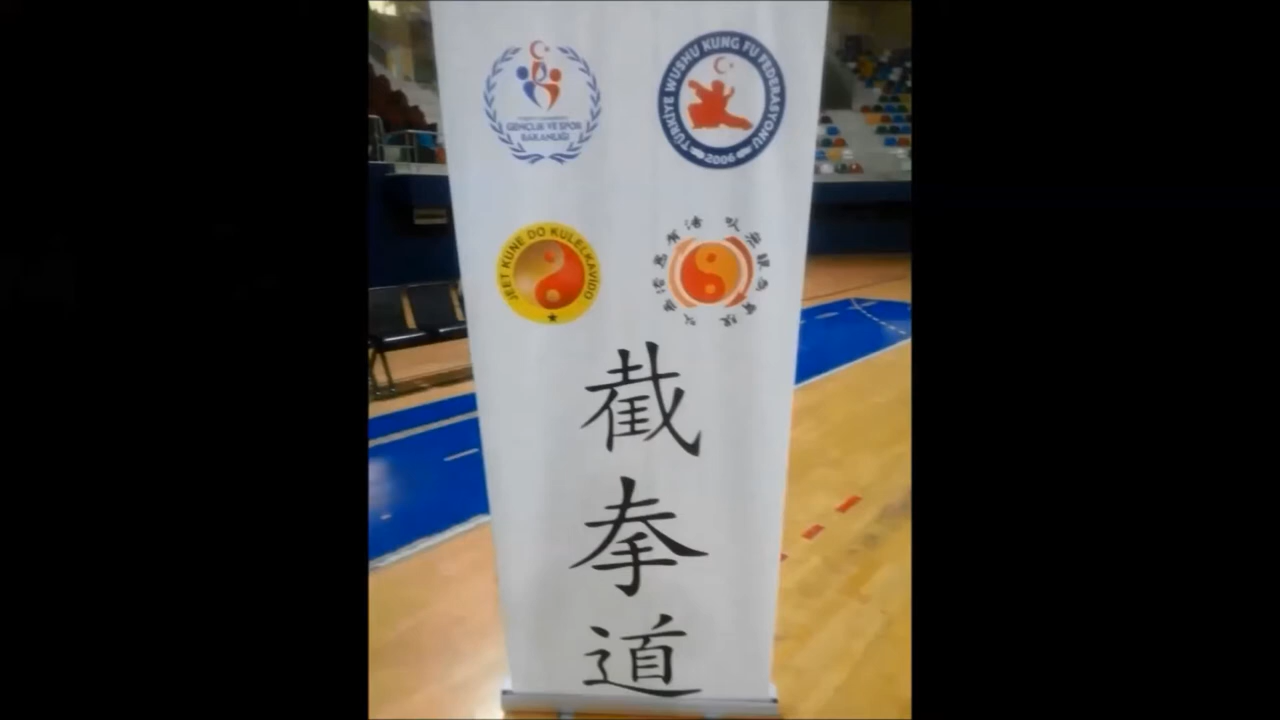 GENÇLİK VE SPOR
BAKANLIĞI
TÜRKİYE WUSHU KUNG FU FEDERASYONU
2006
JEET KUNE DO KULELKAVIDO
截
拳
道